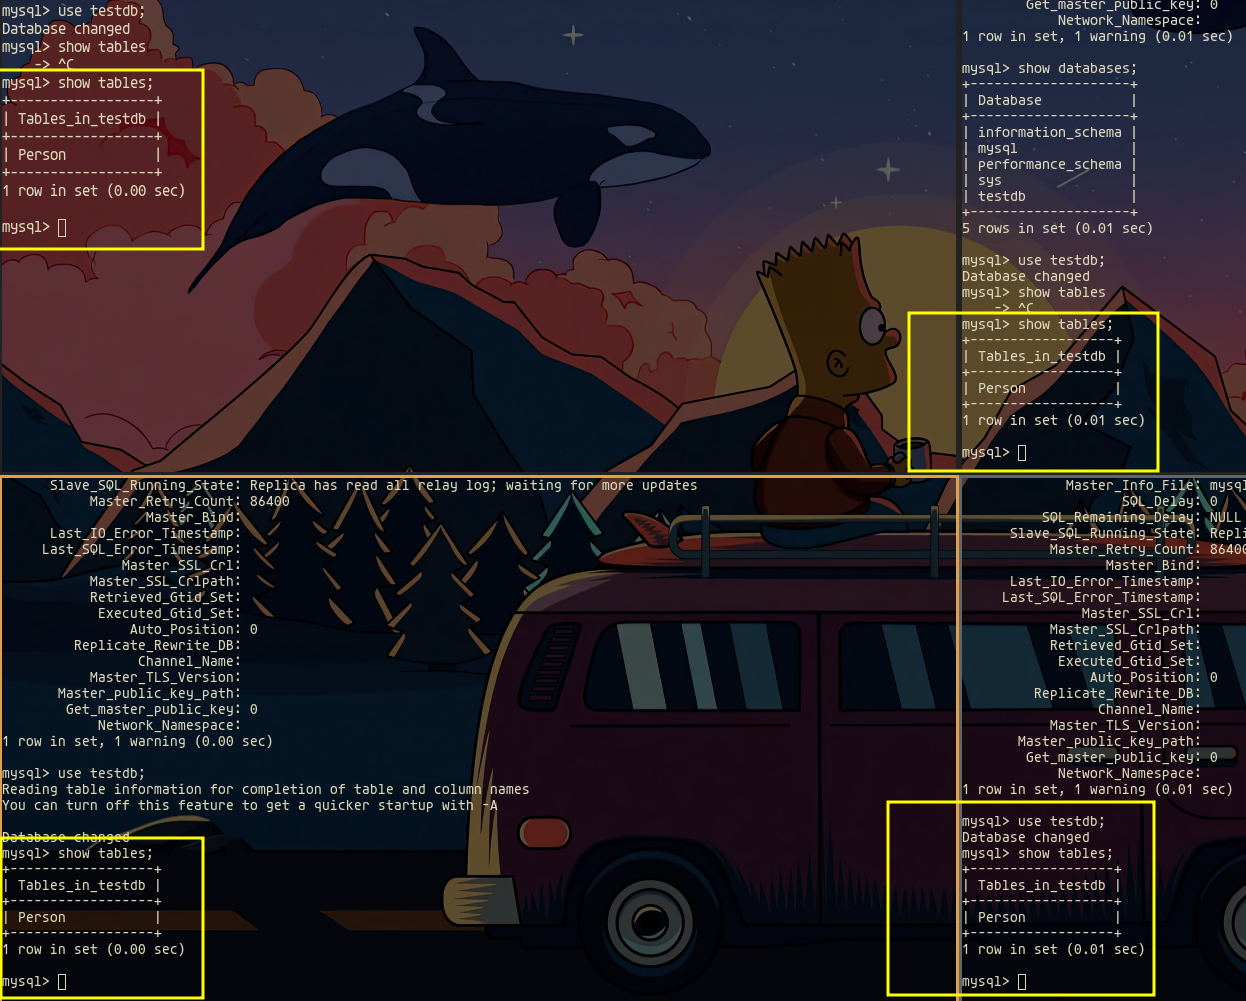 mysql> use testdb;
Database changed
mysql> show tables
    -> ^C
mysql> show tables;
+------------------+
| Tables_in_testdb |
+------------------+
| Person           |
+------------------+
1 row in set (0.00 sec)
mysql>
Get_master_public_key: 0
Network_Namespace:
1 row in set, 1 warning (0.01 sec)
mysql> show databases;
+--------------------+
| Database           |
+--------------------+
| information_schema |
| mysql              |
| performance_schema |
| sys                |
| testdb             |
+--------------------+
5 rows in set (0.01 sec)
mysql> use testdb;
Database changed
mysql> show tables
    -> ^C
mysql> show tables;
+------------------+
| Tables_in_testdb |
+------------------+
| Person           |
+------------------+
1 row in set (0.01 sec)
mysql>
Slave_SQL_Running_State: Replica has read all relay log; waiting for more updates
Master_Retry_Count: 86400
Master_Bind:
Last_IO_Error_Timestamp:
Last_SQL_Error_Timestamp:
Master_SSL_Crl:
Master_SSL_Crlpath:
Retrieved_Gtid_Set:
Executed_Gtid_Set:
Auto_Position: 0
Replicate_Rewrite_DB:
Channel_Name:
Master_TLS_Version:
Master_public_key_path:
Get_master_public_key: 0
Network_Namespace:
1 row in set, 1 warning (0.00 sec)
mysql> use testdb;
Reading table information for completion of table and column names
You can turn off this feature to get a quicker startup with -A
Database changed
mysql> show tables;
+------------------+
| Tables_in_testdb |
+------------------+
| Person           |
+------------------+
1 row in set (0.00 sec)
mysql>
Master_Info_File: mysql
SQL_Delay: 0
SQL_Remaining_Delay: NULL
Slave_SQL_Running_State: Repli
Master_Retry_Count: 86400
Master_Bind:
Last_IO_Error_Timestamp:
Last_SQL_Error_Timestamp:
Master_SSL_Crl:
Master_SSL_Crlpath:
Retrieved_Gtid_Set:
Executed_Gtid_Set:
Auto_Position: 0
Replicate_Rewrite_DB:
Channel_Name:
Master_TLS_Version:
Master_public_key_path:
Get_master_public_key: 0
Network_Namespace:
1 row in set, 1 warning (0.01 sec)
mysql> use testdb;
Database changed
mysql> show tables;
+------------------+
| Tables_in_testdb |
+------------------+
| Person           |
+------------------+
1 row in set (0.01 sec)
mysql>